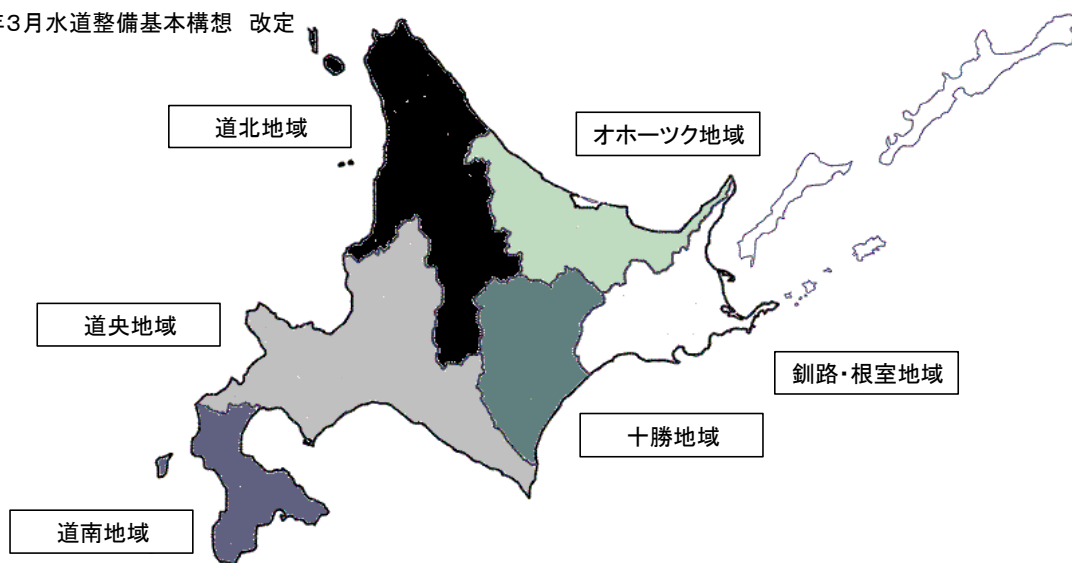 年3月水道整備基本構想 改定
道北地域
オホーツク地域
道央地域
釧路・根室地域
十勝地域
道南地域